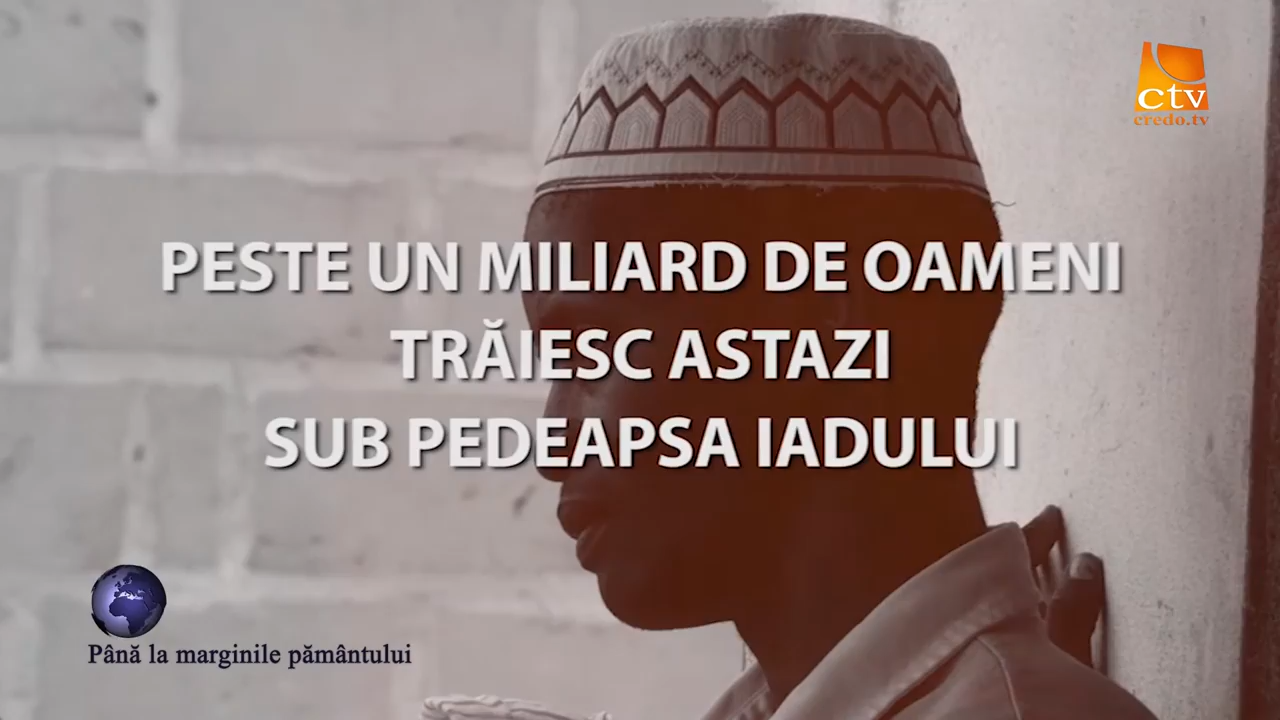 ctv
credo.tv
PESTE UN MILIARD DE OAMENI
TRĂIESC ASTAZI
SUB PEDEAPSA IADULUI
Până la marginile pământului